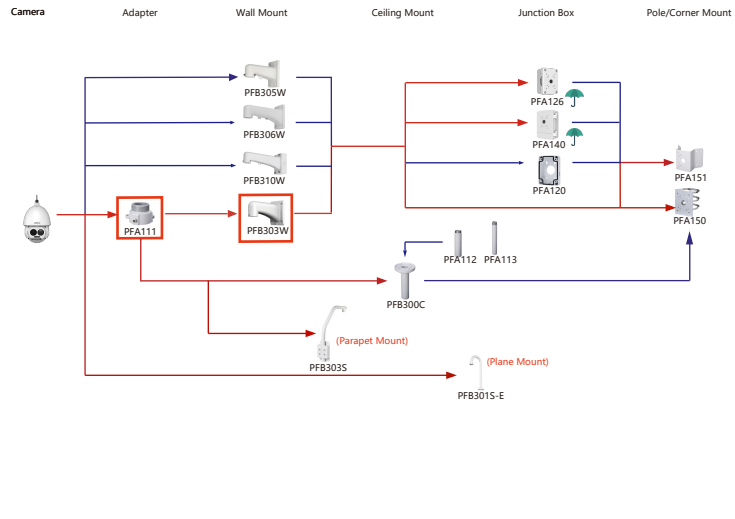 Camera Adapter Wall Mount Ceiling Mount Junction Box Pole/Corner Mount
PFB305W
PFA126
PFB306W
PFA140
PFB310W
PFA120
PFA151
PFA111
PFB303W
PFA150
PFA112 PFA113
PFB300C
(Parapet Mount)
PFB303S
(Plane Mount)
PFB301S-E